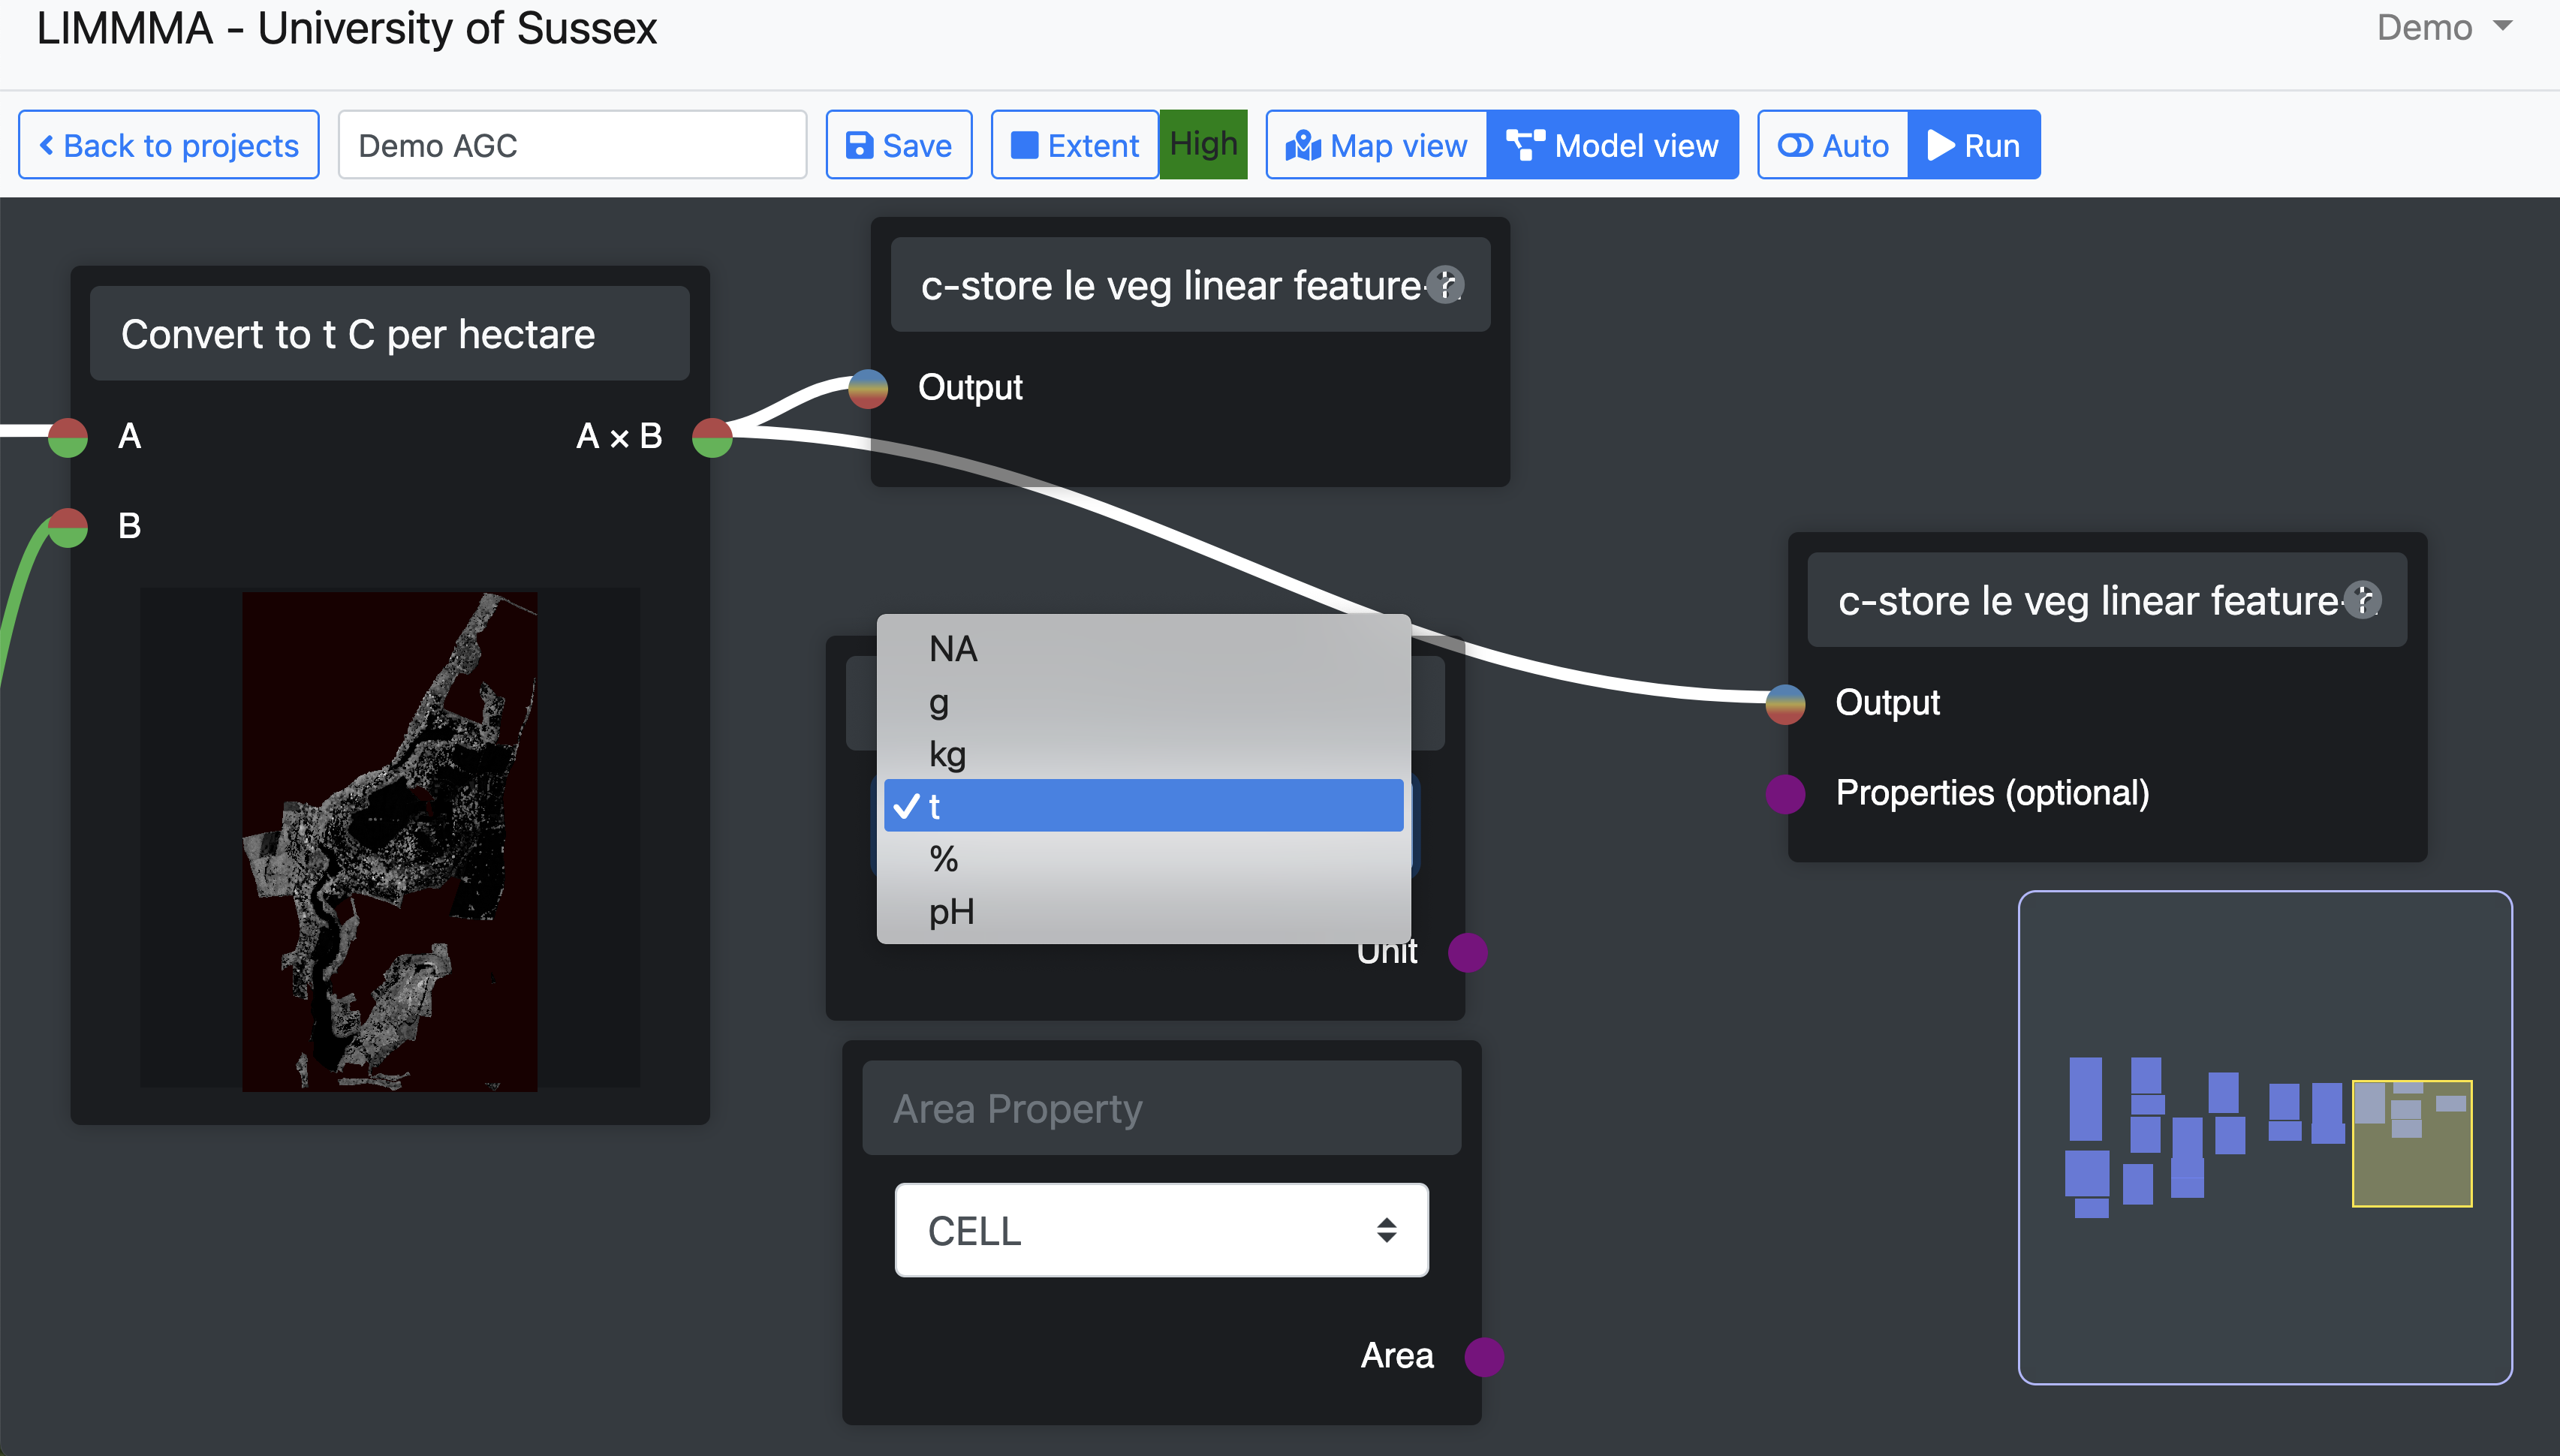 LIMMMA - University of Sussex
Demo
Back to projects
Demo AGC
Save
Extent
High
Map view
Model view
Auto
Run
Convert to t C per hectare
A
A × B
B
c-store le veg linear feature-
Output
NA
g
kg
t
%
pH
Unit
c-store le veg linear feature-
Output
Properties (optional)
Area Property
CELL
Area